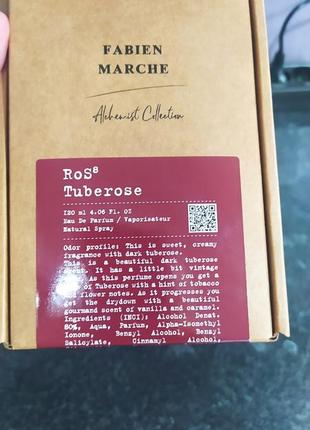 FABIEN
MARCHE
Alchemist Collection
RoS⁸
Tuberose
120 ml 4.06 Fl. OZ
Eau De Parfum / Vaporisateur
Natural Spray
Odor profile: This is sweet, creamy
fragrance with dark tuberose.
This is a beautiful dark tuberose
scent. It has a little bit vintage
As this perfume opens you get a
of Tuberose with a hint of tobacco
and flower notes. As it progresses you
get the drydown with a beautiful
gourmand scent of vanilla and caramel.
Ingredients (INCI): Alcohol Denat.
80%, Aqua, Parfum, Alpha-Isomethyl
Ionone, Benzyl Alcohol, Benzyl
Salicylate, Cinnamyl Alcohol,